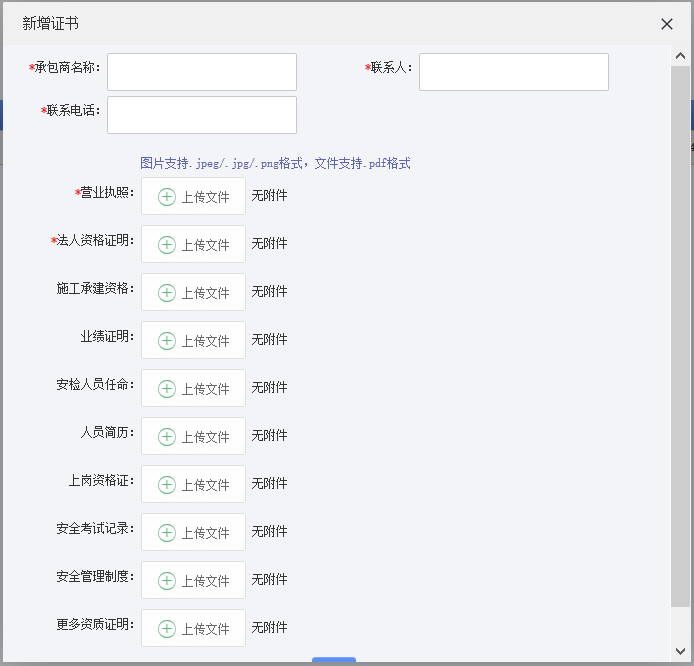 新增证书
*承包商名称: *联系人:
*联系电话:
图片支持.jpeg/.jpg/.png格式，文件支持.pdf格式
*营业执照: 上传文件 无附件
*法人资格证明: 上传文件 无附件
施工承建资格: 上传文件 无附件
业绩证明: 上传文件 无附件
安检人员任命: 上传文件 无附件
人员简历: 上传文件 无附件
上岗资格证: 上传文件 无附件
安全考试记录: 上传文件 无附件
安全管理制度: 上传文件 无附件
更多资质证明: 上传文件 无附件